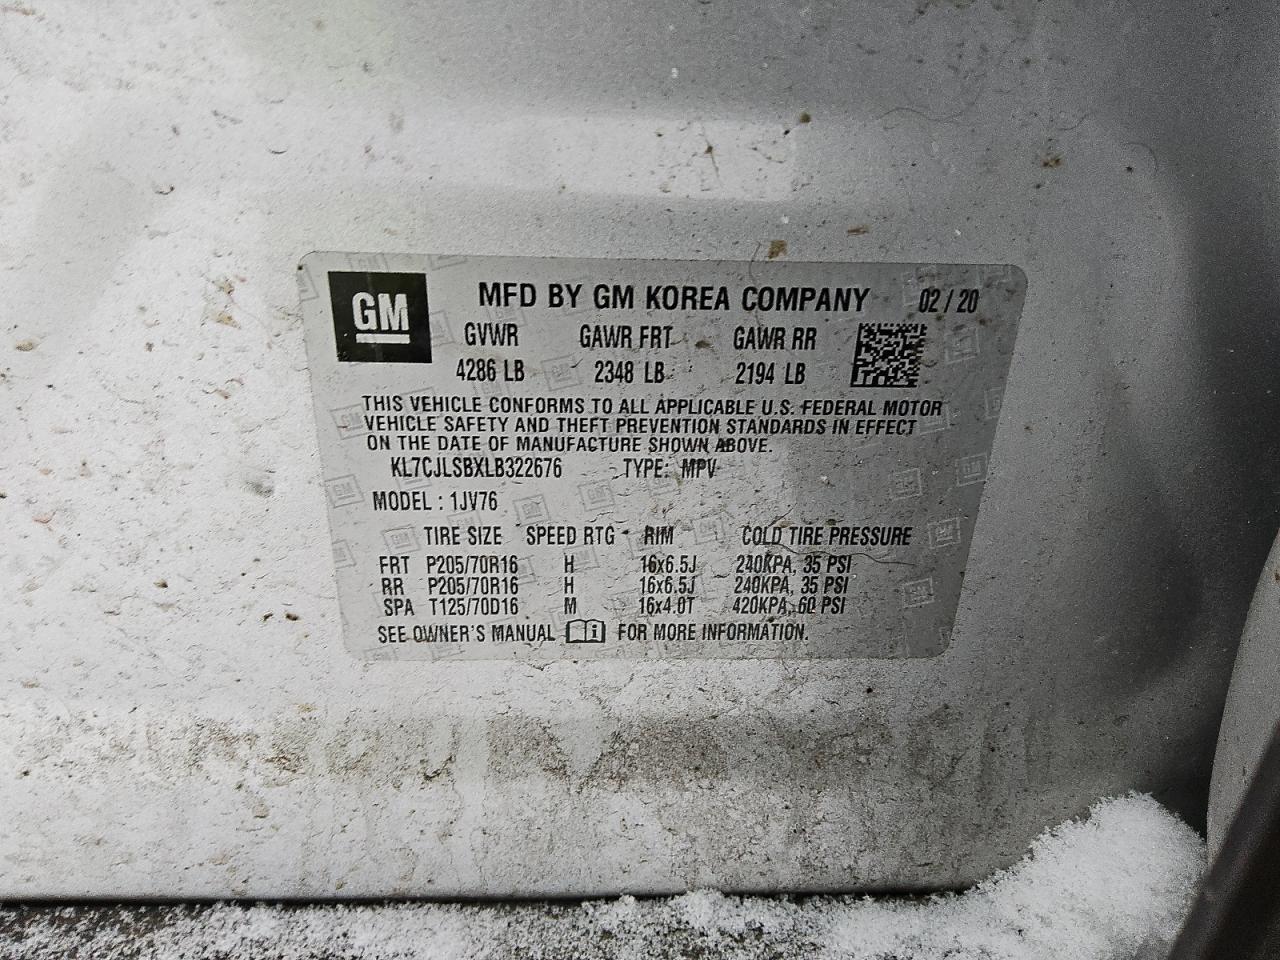 GM
MFD BY GM KOREA COMPANY 02/20
GVWR GAWR FRT GAWR RR
4286 LB 2348 LB 2194 LB
THIS VEHICLE CONFORMS TO ALL APPLICABLE U.S. FEDERAL MOTOR
VEHICLE SAFETY AND THEFT PREVENTION STANDARDS IN EFFECT
ON THE DATE OF MANUFACTURE SHOWN ABOVE.
KL7CJLSBXLB322676 TYPE: MPV
MODEL : 1JV76
TIRE SIZE SPEED RTG RIM COLD TIRE PRESSURE
FRT P205/70R16 H 16x6.5J 240KPA, 35 PSI
RR P205/70R16 H 16x6.5J 240KPA, 35 PSI
SPA T125/70D16 M 16x4.0T 420KPA, 60 PSI
SEE OWNER'S MANUAL i FOR MORE INFORMATION.